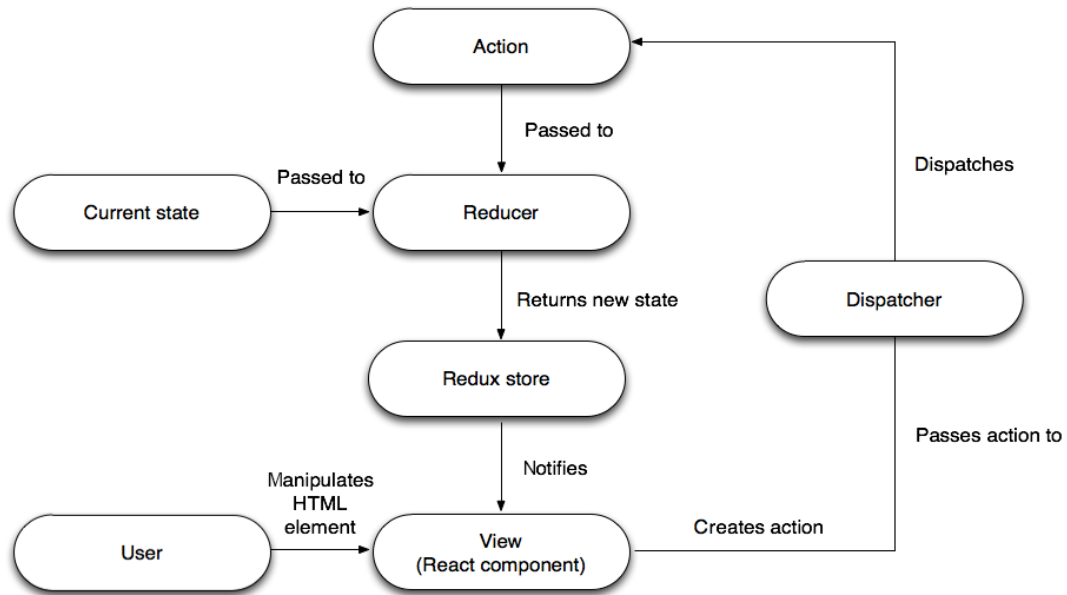 Action
Passed to
Dispatches
Passed to
Current state
Reducer
Returns new state
Dispatcher
Redux store
Passes action to
Notifies
Manipulates
HTML
element
User
View
(React component)
Creates action